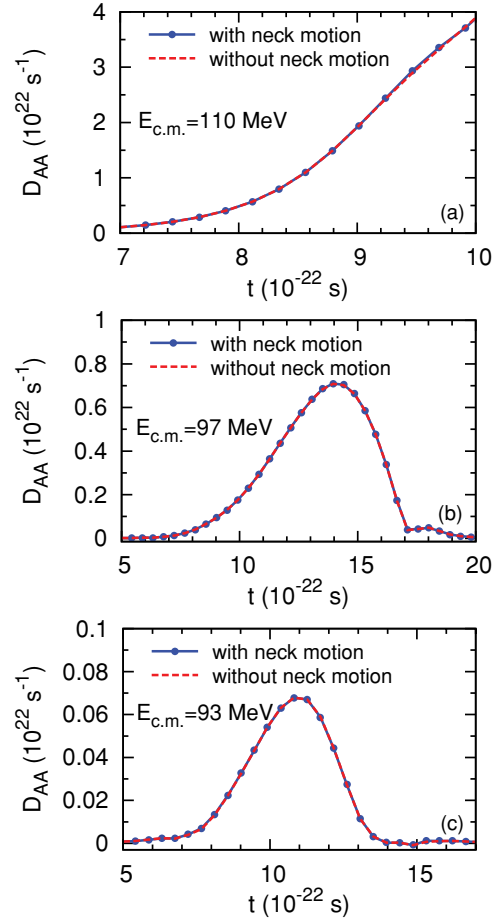 4
3
2
1
0
D_AA (10^22 s^-1)
with neck motion
without neck motion
E_c.m.=110 MeV
(a)
7 8 9 10
t (10^-22 s)
1
0.8
0.6
0.4
0.2
0
D_AA (10^22 s^-1)
with neck motion
without neck motion
E_c.m.=97 MeV
(b)
5 10 15 20
t (10^-22 s)
0.1
0.08
0.06
0.04
0.02
0
D_AA (10^22 s^-1)
with neck motion
without neck motion
E_c.m.=93 MeV
(c)
5 10 15
t (10^-22 s)